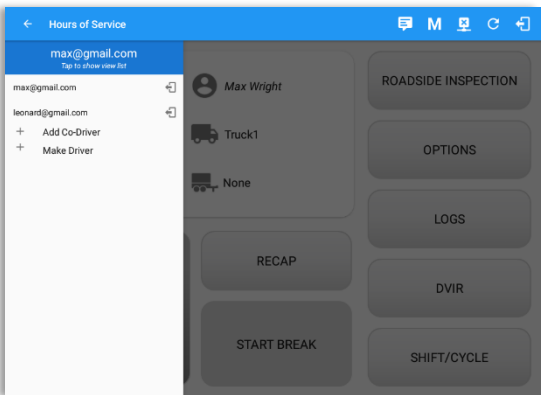 Hours of Service
M
max@gmail.com
Tap to show view list
max@gmail.com
leonard@gmail.com
Add Co-Driver
Make Driver
Max Wright
Truck1
None
RECAP
START BREAK
ROADSIDE INSPECTION
OPTIONS
LOGS
DVIR
SHIFT/CYCLE